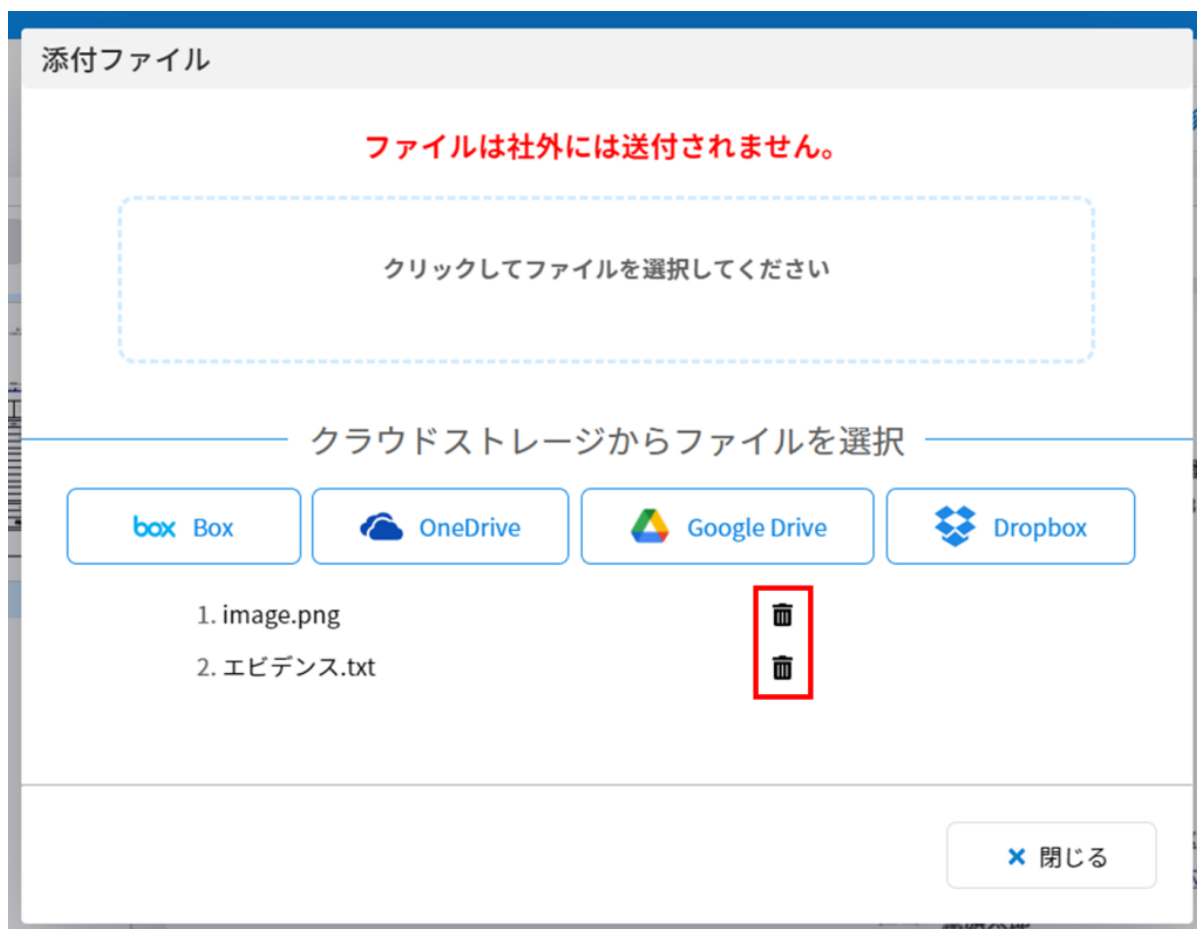 添付ファイル
ファイルは社外には送付されません。
クリックしてファイルを選択してください
クラウドストレージからファイルを選択
box Box
OneDrive
Google Drive
Dropbox
1. image.png
2. エビデンス.txt
× 閉じる